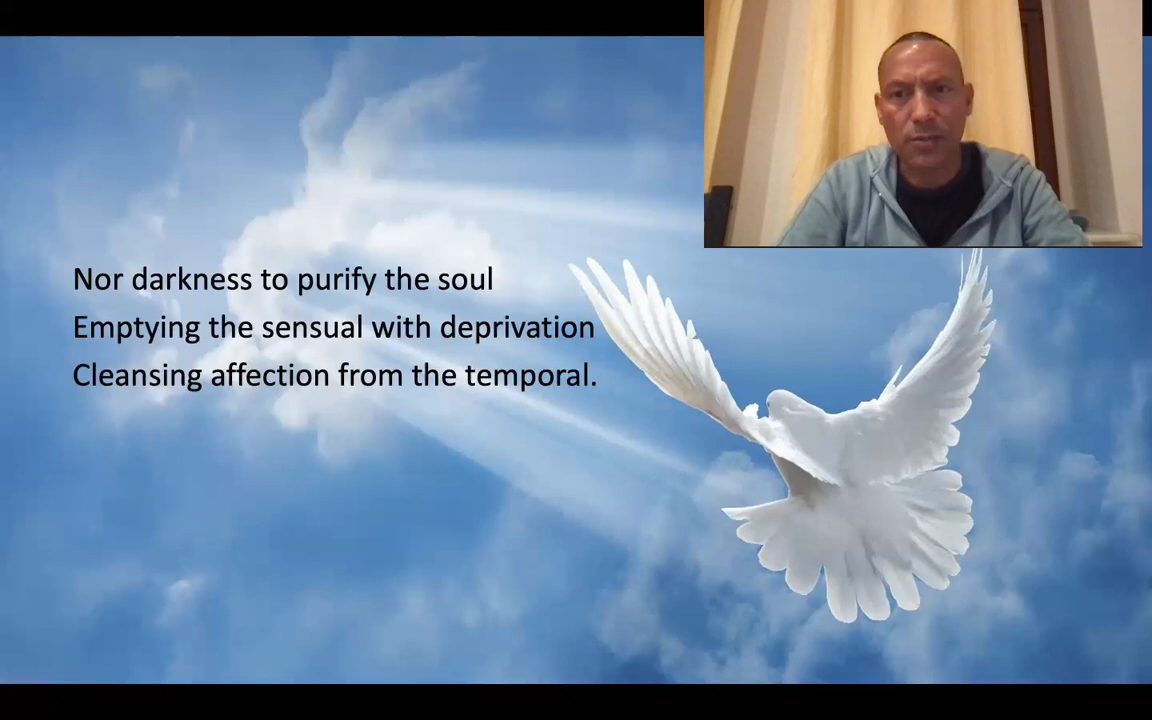 Nor darkness to purify the soul
Emptying the sensual with deprivation
Cleansing affection from the temporal.